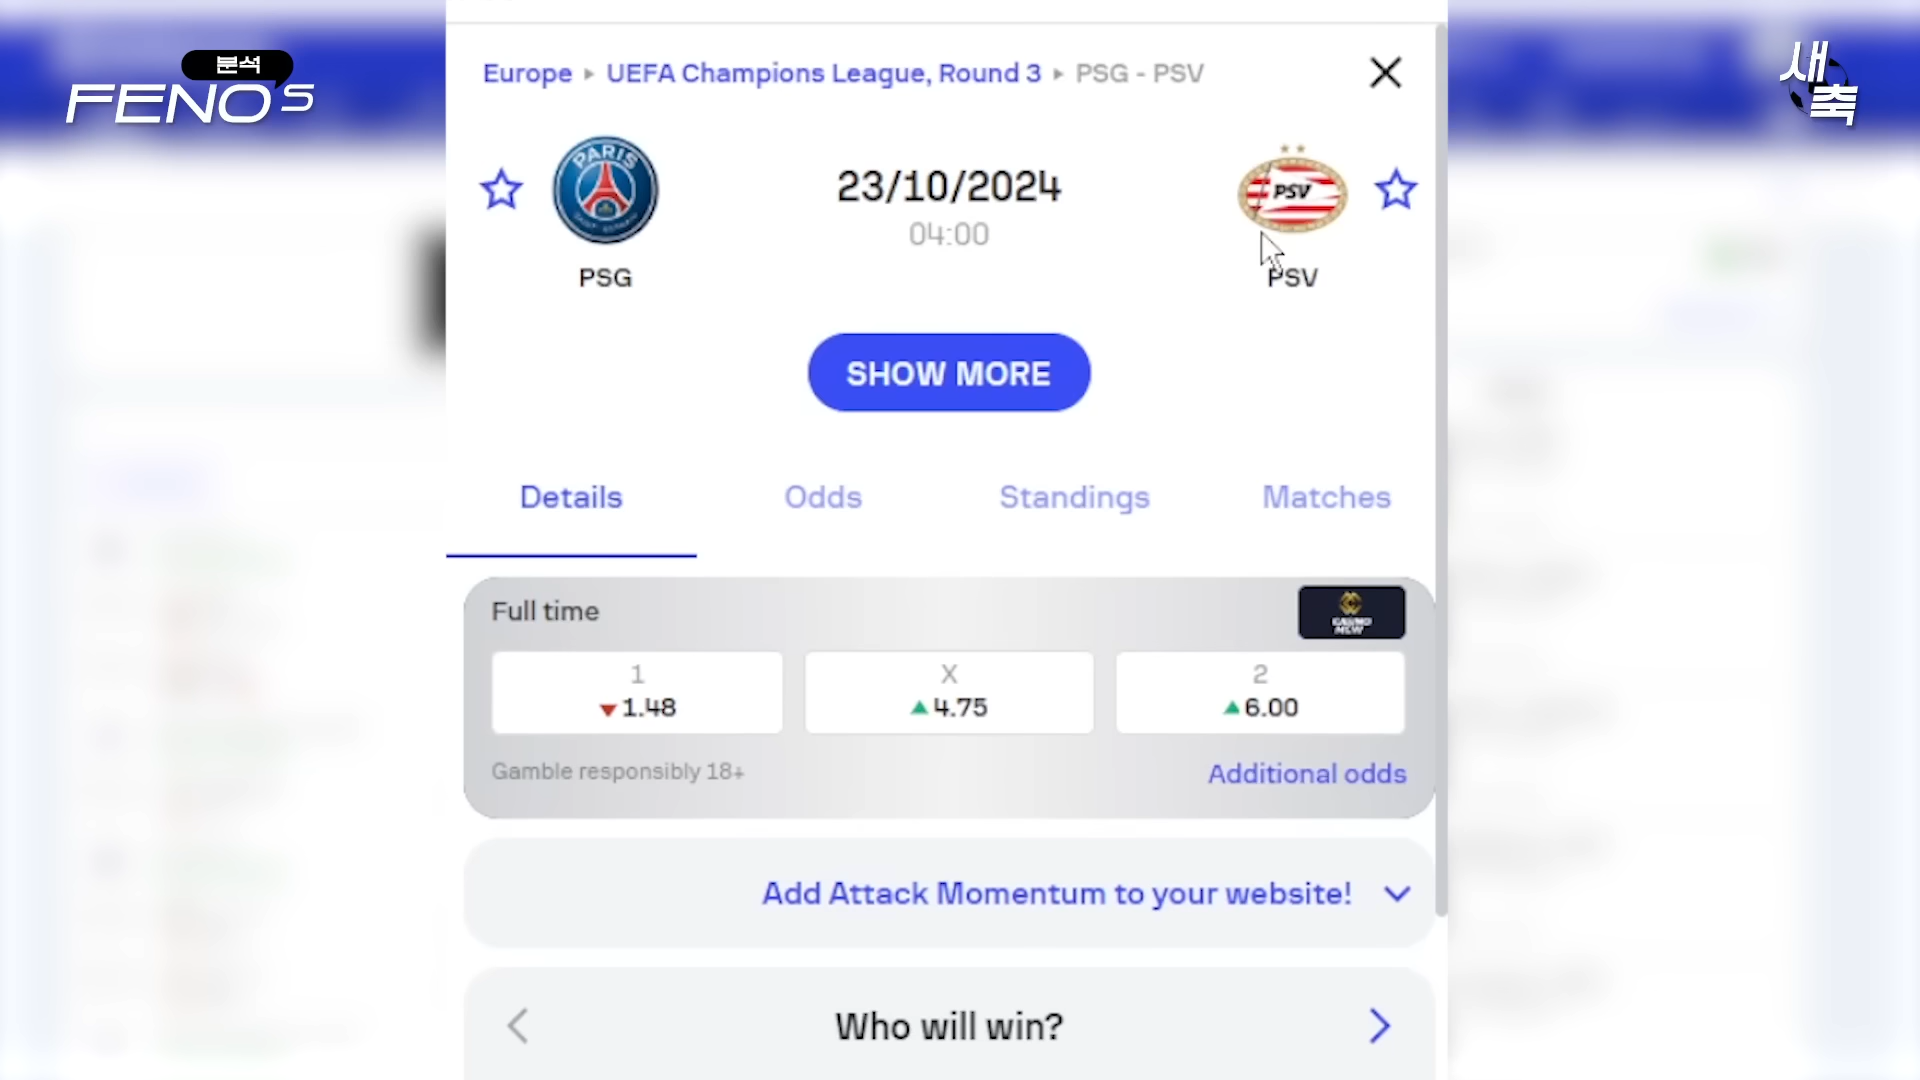 분석
FENO's
새축
Europe ▸ UEFA Champions League, Round 3 ▸ PSG - PSV
PARIS
PSV
23/10/2024
04:00
PSG
PSV
SHOW MORE
Details
Odds
Standings
Matches
Full time
1
1.48
X
4.75
2
6.00
Gamble responsibly 18+
Additional odds
Add Attack Momentum to your website!
Who will win?